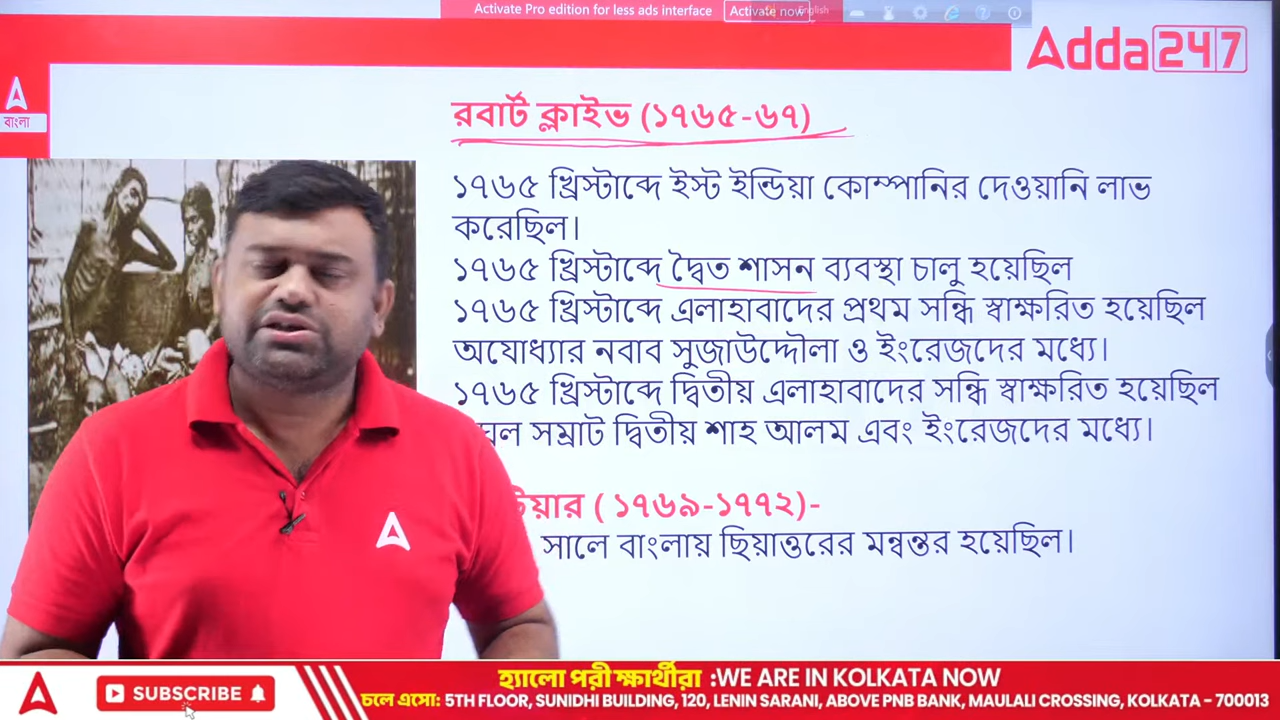 Activate Pro edition for less ads interface
Activate now
English
Adda247
বাংলা
রবার্ট ক্লাইভ (১৭৬৫-৬৭)
১৭৬৫ খ্রিস্টাব্দে ইস্ট ইন্ডিয়া কোম্পানির দেওয়ানি লাভ
করেছিল।
১৭৬৫ খ্রিস্টাব্দে দ্বৈত শাসন ব্যবস্থা চালু হয়েছিল
১৭৬৫ খ্রিস্টাব্দে এলাহাবাদের প্রথম সন্ধি স্বাক্ষরিত হয়েছিল
অযোধ্যার নবাব সুজাউদ্দৌলা ও ইংরেজদের মধ্যে।
১৭৬৫ খ্রিস্টাব্দে দ্বিতীয় এলাহাবাদের সন্ধি স্বাক্ষরিত হয়েছিল
সম্রাট দ্বিতীয় শাহ আলম এবং ইংরেজদের মধ্যে।
( ১৭৬৯-১৭৭২)-
সালে বাংলায় ছিয়াত্তরের মন্বন্তর হয়েছিল।
হ্যালো পরীক্ষার্থীরা :WE ARE IN KOLKATA NOW
SUBSCRIBE
চলে এসো: 5TH FLOOR, SUNIDHI BUILDING, 120, LENIN SARANI, ABOVE PNB BANK, MAULALI CROSSING, KOLKATA - 700013